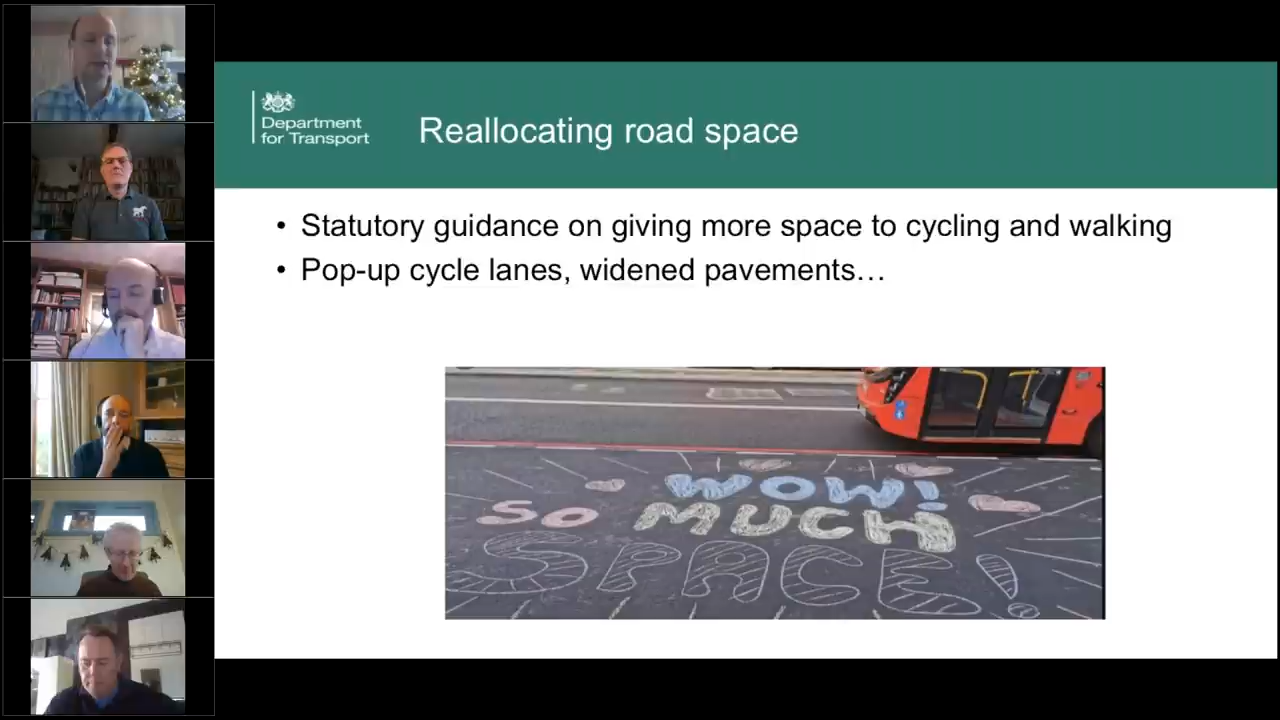 Department
for Transport
Reallocating road space
• Statutory guidance on giving more space to cycling and walking
• Pop-up cycle lanes, widened pavements…
WOW!
SO MUCH
SPACE!